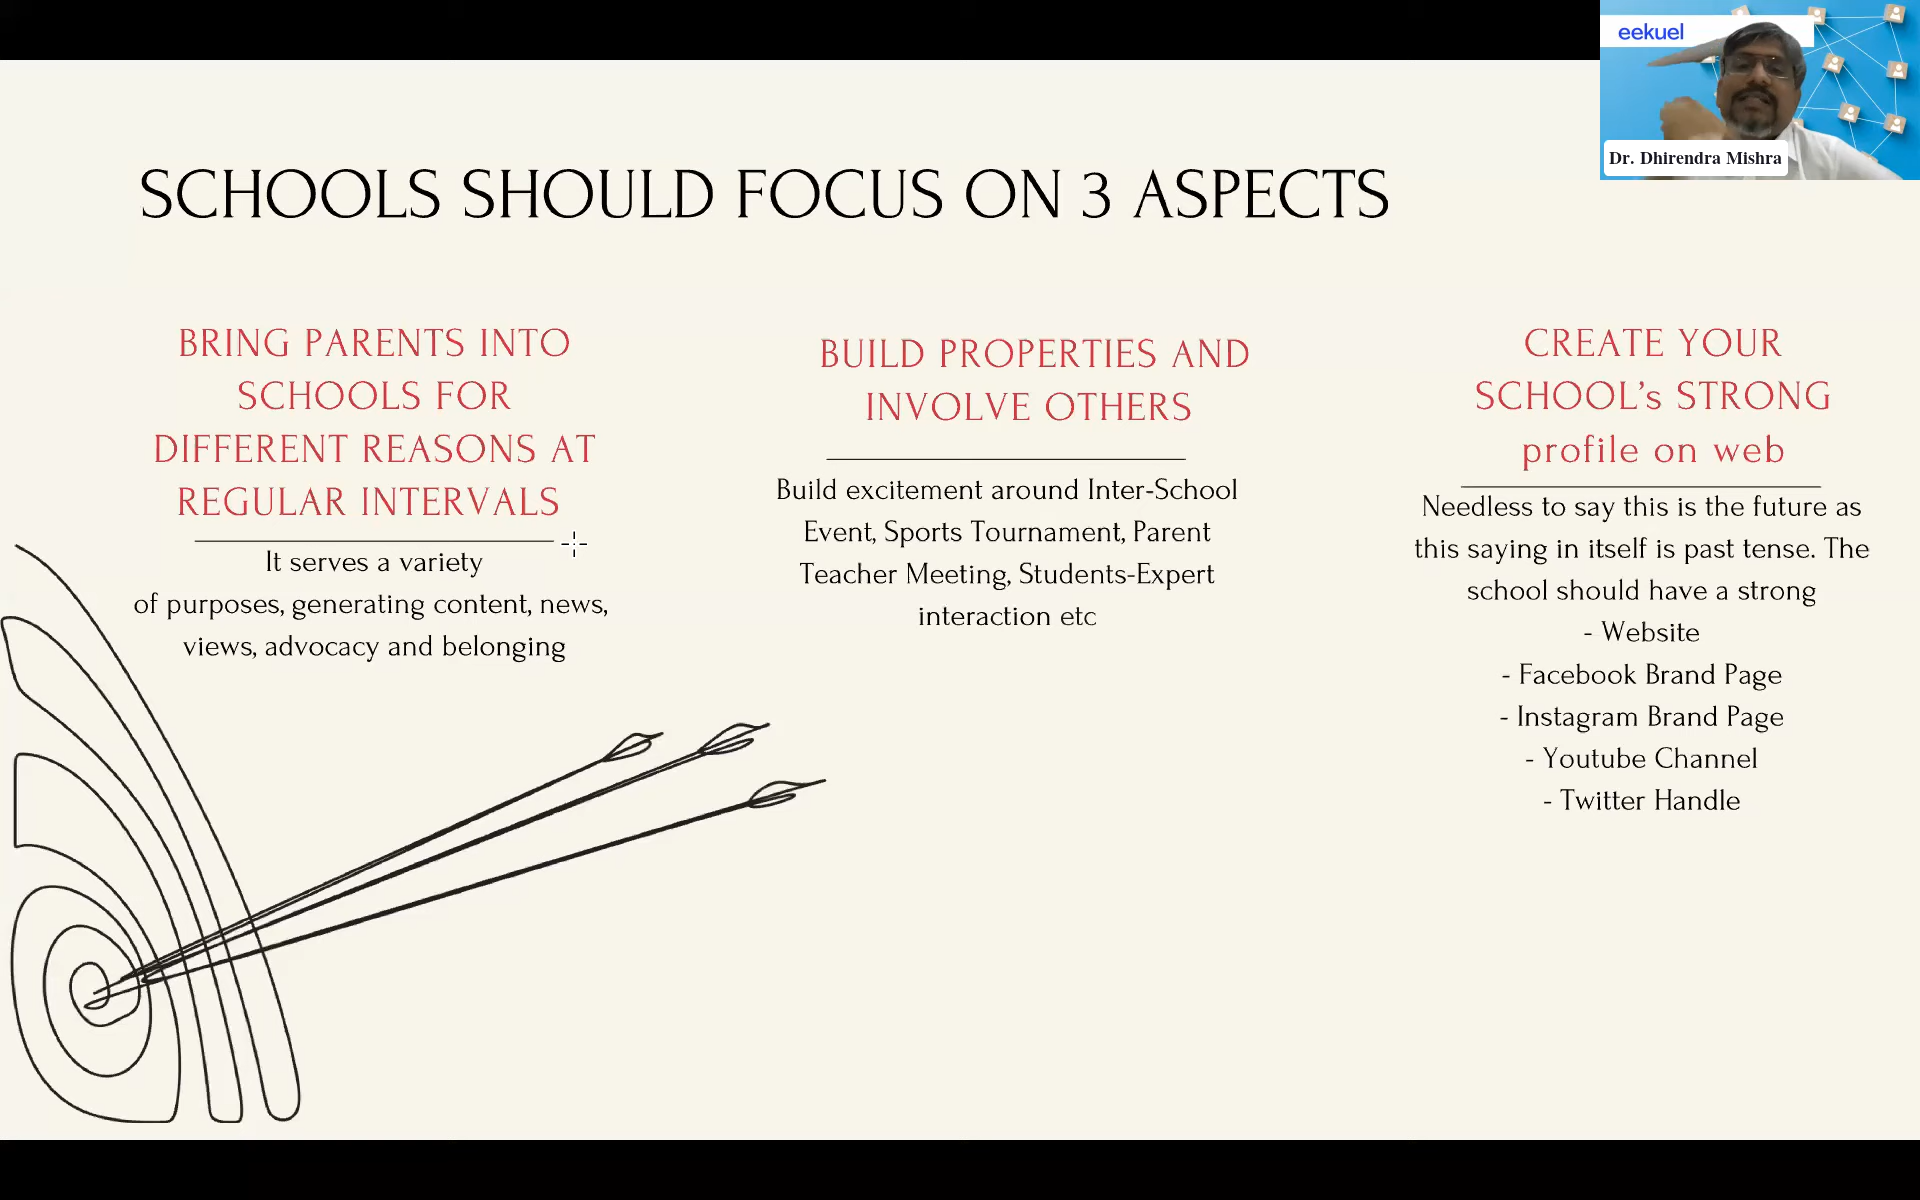 eekuel
Dr. Dhirendra Mishra
SCHOOLS SHOULD FOCUS ON 3 ASPECTS
BRING PARENTS INTO
SCHOOLS FOR
DIFFERENT REASONS AT
REGULAR INTERVALS
It serves a variety
of purposes, generating content, news,
views, advocacy and belonging
BUILD PROPERTIES AND
INVOLVE OTHERS
Build excitement around Inter-School
Event, Sports Tournament, Parent
Teacher Meeting, Students-Expert
interaction etc
CREATE YOUR
SCHOOL’s STRONG
profile on web
Needless to say this is the future as
this saying in itself is past tense. The
school should have a strong
- Website
- Facebook Brand Page
- Instagram Brand Page
- Youtube Channel
- Twitter Handle